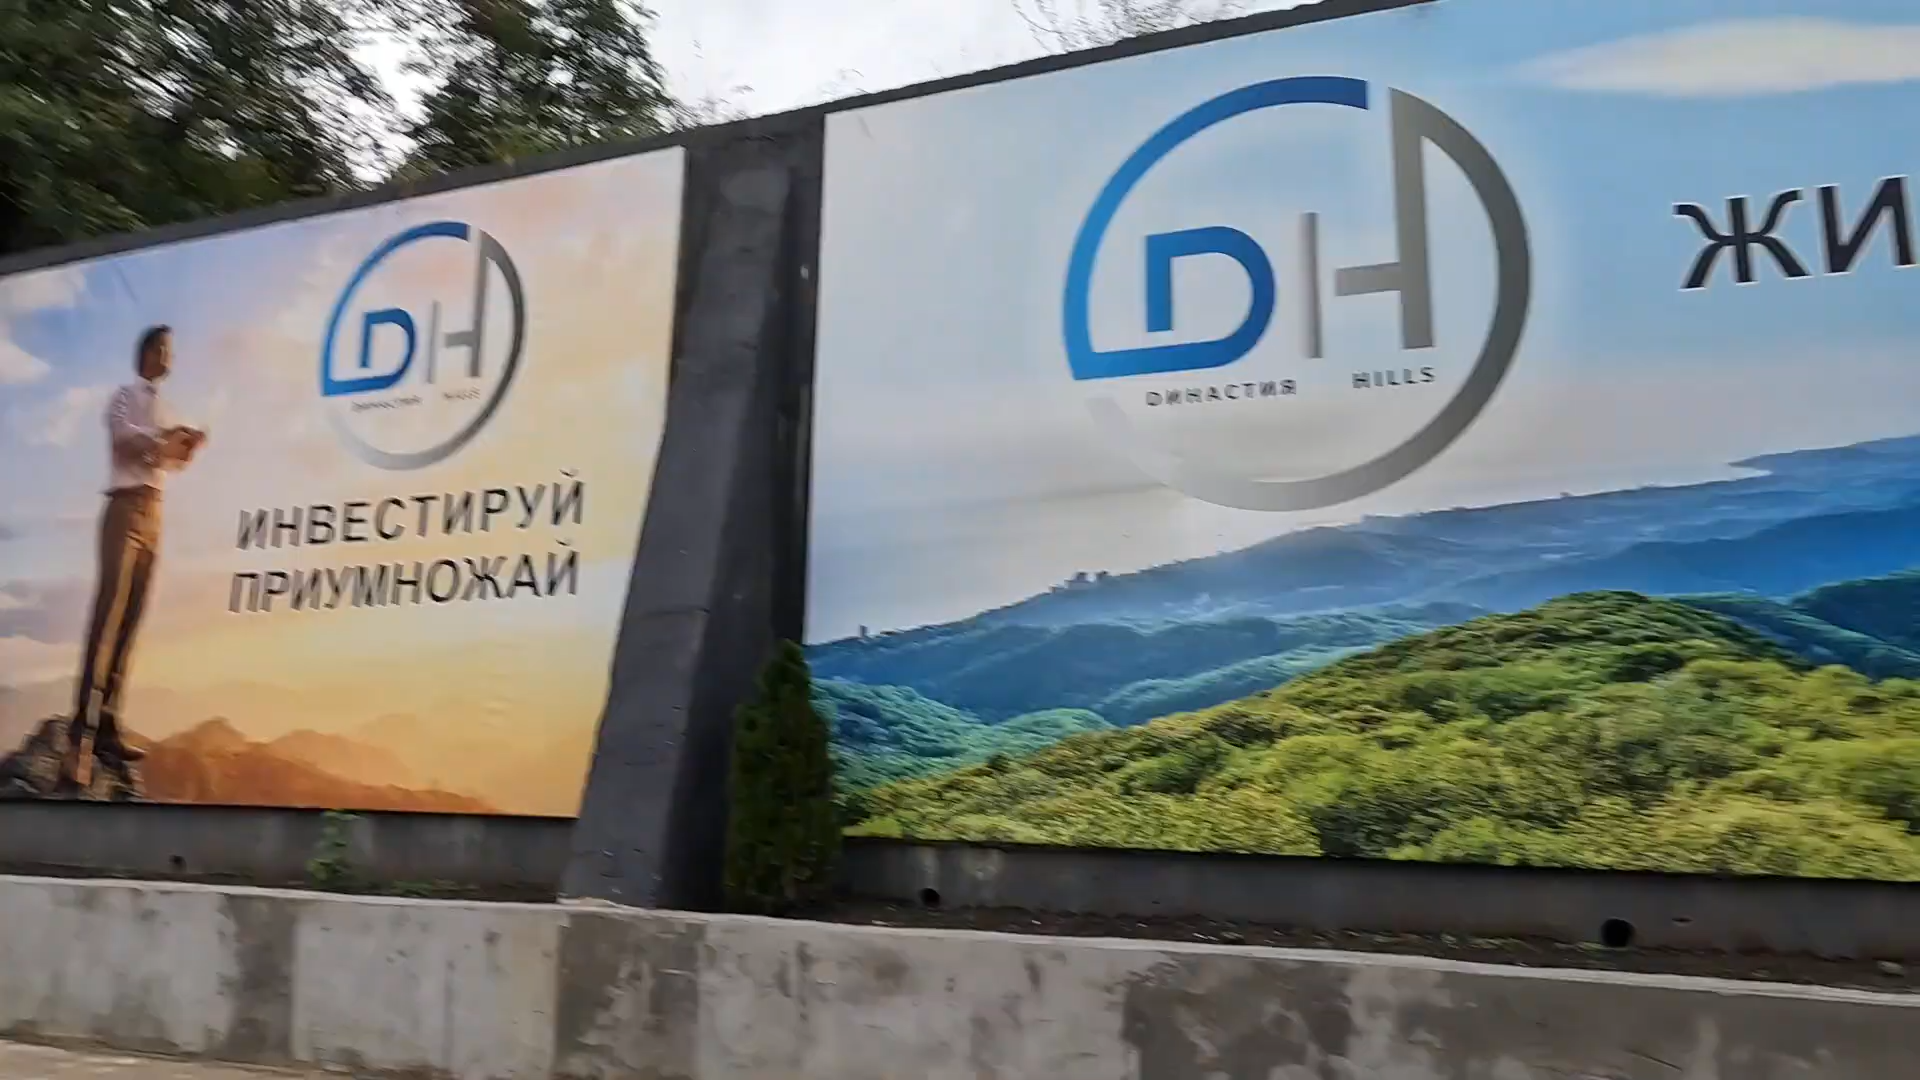 DH
DИНАСТИЯ HILLS
ИНВЕСТИРУЙ
ПРИУМНОЖАЙ
DH
DИНАСТИЯ HILLS
ЖИ